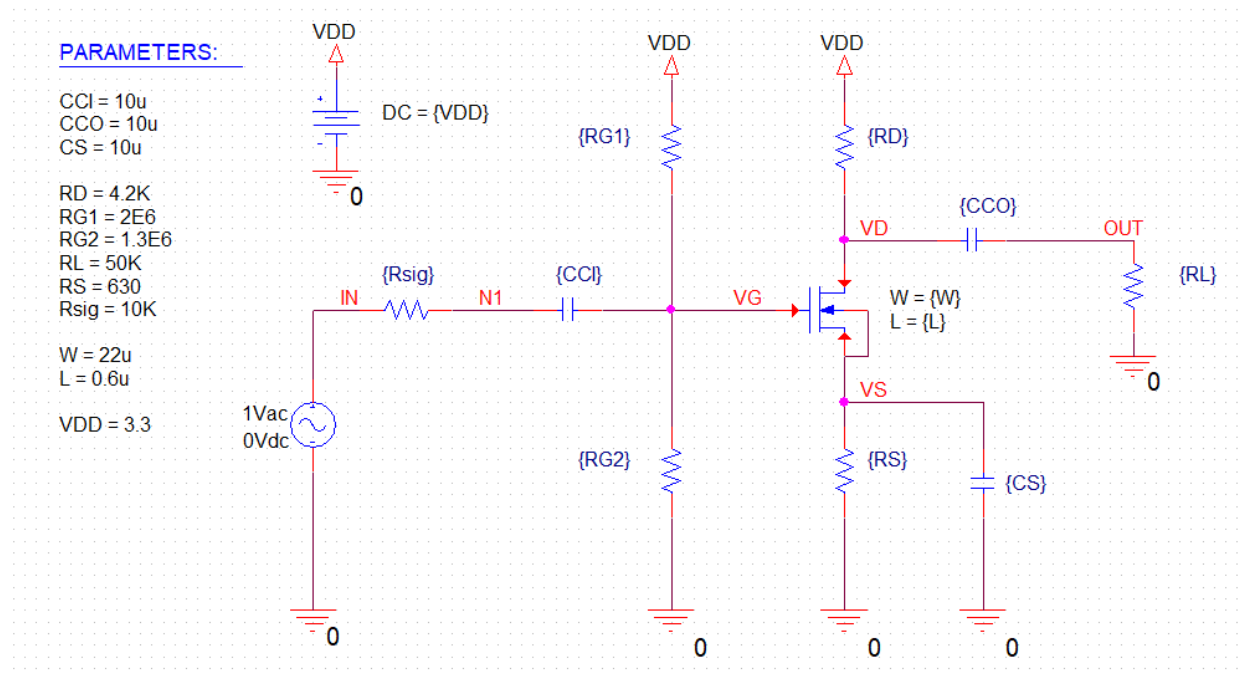 PARAMETERS:
CCI = 10u
CCO = 10u
CS = 10u
RD = 4.2K
RG1 = 2E6
RG2 = 1.3E6
RL = 50K
RS = 630
Rsig = 10K
W = 22u
L = 0.6u
VDD = 3.3
VDD
+
-
DC = {VDD}
0
VDD
VDD
{RG1}
{RD}
{CCO}
VD
OUT
{RL}
0
{Rsig}
{CCI}
IN
N1
VG
W = {W}
L = {L}
VS
1Vac
0Vdc
+
-
{RG2}
{RS}
{CS}
0
0
0
0